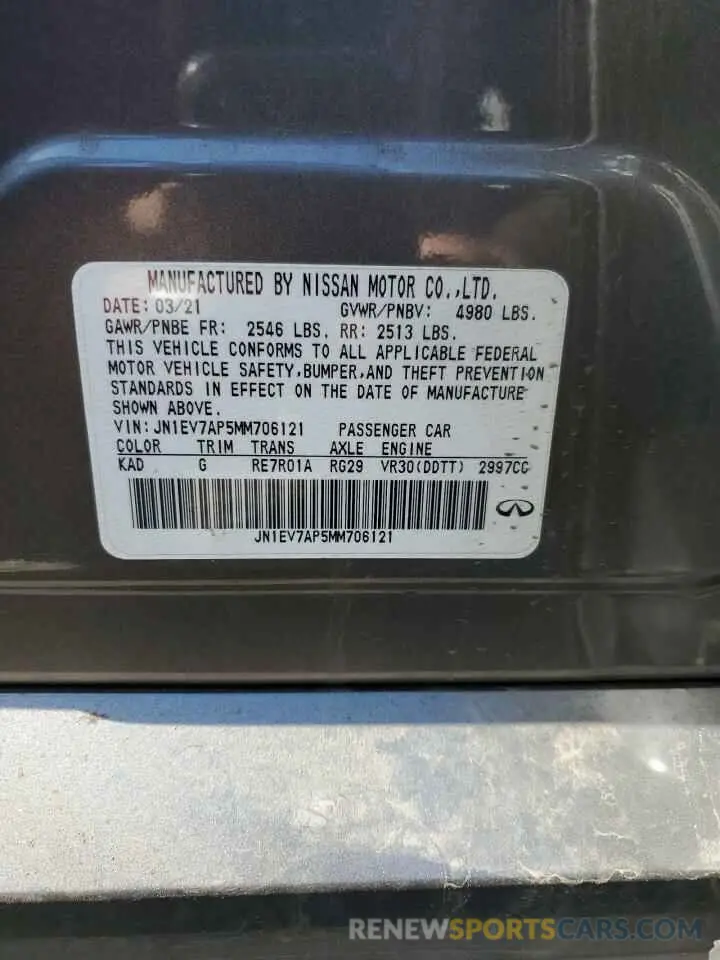 MANUFACTURED BY NISSAN MOTOR CO.,LTD.
DATE: 03/21 GVWR/PNBV: 4980 LBS.
GAWR/PNBE FR: 2546 LBS. RR: 2513 LBS.
THIS VEHICLE CONFORMS TO ALL APPLICABLE FEDERAL
MOTOR VEHICLE SAFETY,BUMPER,AND THEFT PREVENTION
STANDARDS IN EFFECT ON THE DATE OF MANUFACTURE
SHOWN ABOVE.
VIN: JN1EV7AP5MM706121 PASSENGER CAR
COLOR TRIM TRANS AXLE ENGINE
KAD G RE7R01A RG29 VR30(DDTT) 2997CC
JN1EV7AP5MM706121
RENEWSPORTSCARS.COM